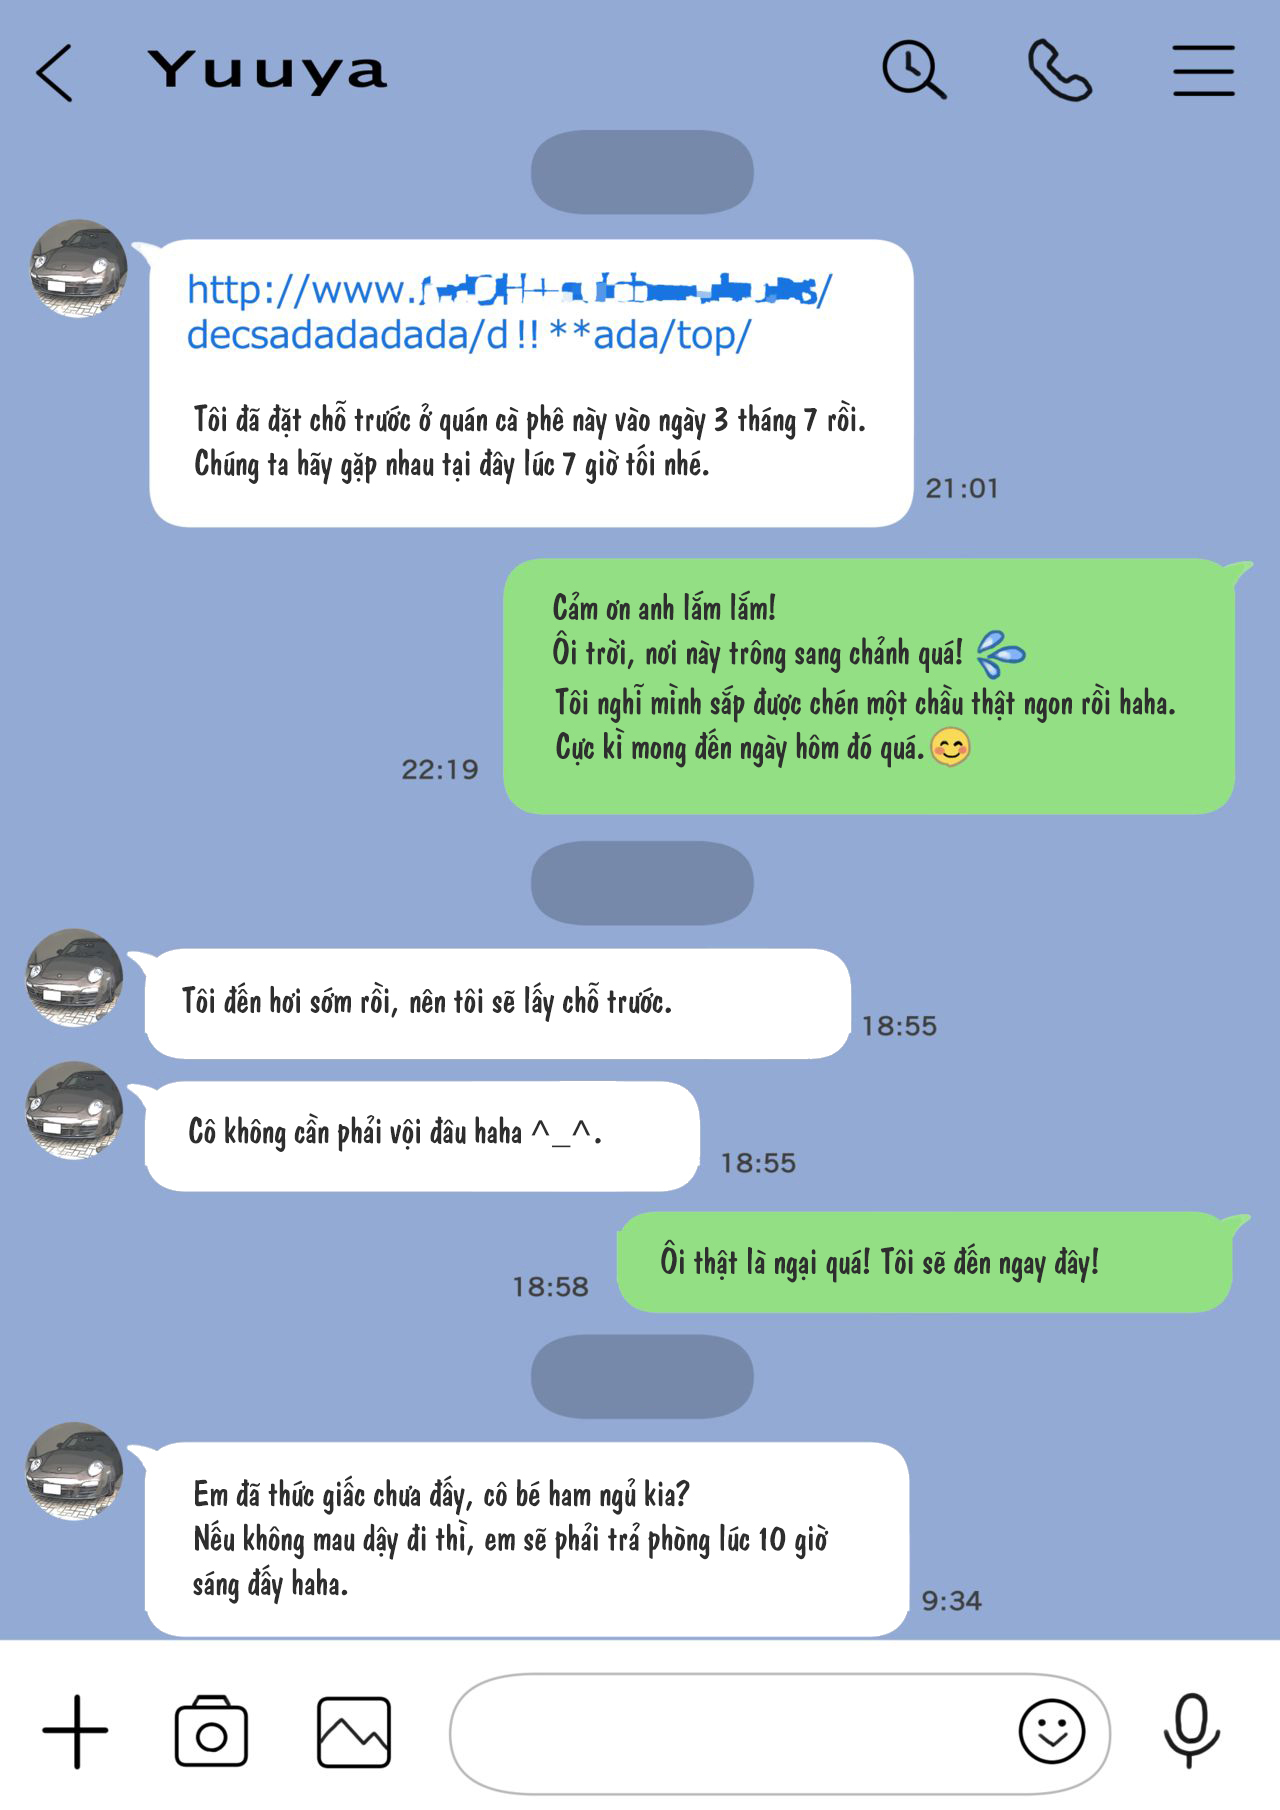 Yuuya
http://www.
decsadadadada/d!!**ada/top/
Tôi đã đặt chỗ trước ở quán cà phê này vào ngày 3 tháng 7 rồi.
Chúng ta hãy gặp nhau tại đây lúc 7 giờ tối nhé.
21:01
Cảm ơn anh lắm lắm!
Ôi trời, nơi này trông sang chảnh quá! 💦
Tôi nghĩ mình sắp được chén một chầu thật ngon rồi haha.
Cực kì mong đến ngày hôm đó quá. 😊
22:19
Tôi đến hơi sớm rồi, nên tôi sẽ lấy chỗ trước.
18:55
Cô không cần phải vội đâu haha ^_^.
18:55
Ôi thật là ngại quá! Tôi sẽ đến ngay đây!
18:58
Em đã thức giấc chưa đấy, cô bé ham ngủ kia?
Nếu không mau dậy đi thì, em sẽ phải trả phòng lúc 10 giờ
sáng đấy haha.
9:34